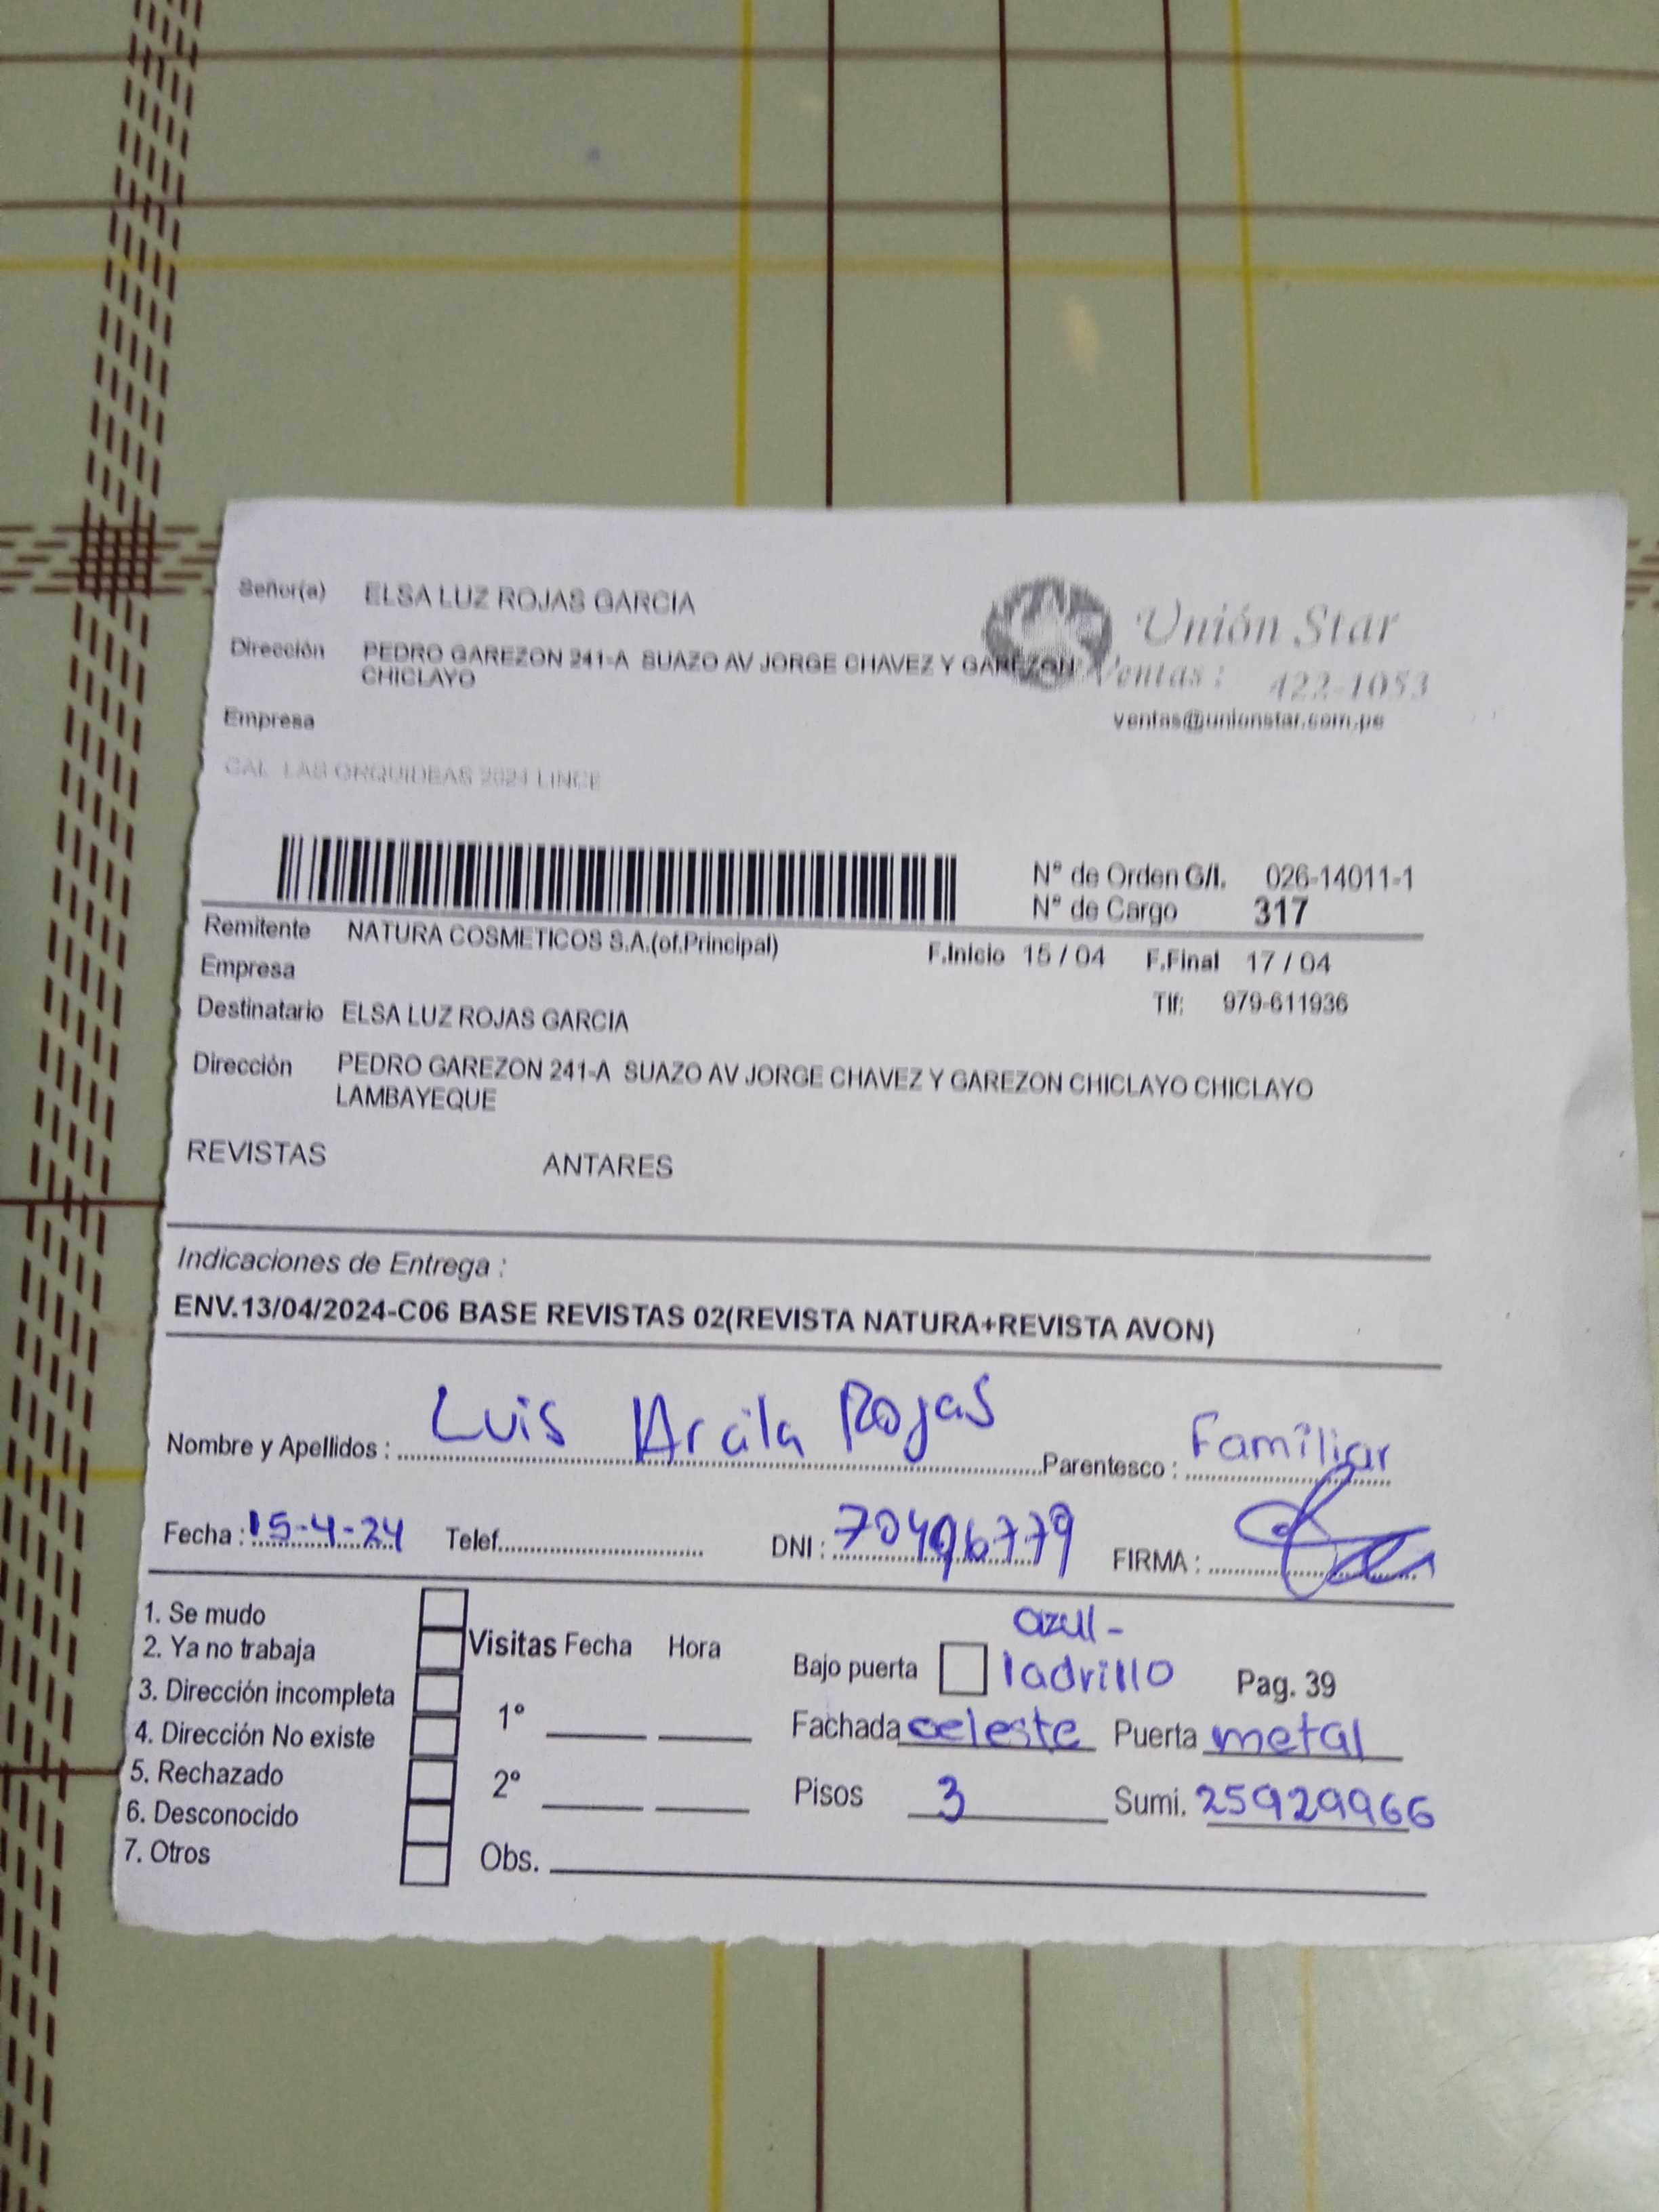 Señor(a) ELSA LUZ ROJAS GARCIA
Unión Star
Dirección PEDRO GAREZON 241-A SUAZO AV JORGE CHAVEZ Y GAREZON
CHICLAYO
Ventas: 422-1053
Empresa ventas@unionstar.com.pe
CAL LAS ORQUIDEAS 2624 LINCE
N° de Orden G/I. 026-14011-1
N° de Cargo 317
Remitente NATURA COSMETICOS S.A.(of.Principal) F.Inicio 15 / 04 F.Final 17 / 04
Empresa
Tlf: 979-611936
Destinatario ELSA LUZ ROJAS GARCIA
Dirección PEDRO GAREZON 241-A SUAZO AV JORGE CHAVEZ Y GAREZON CHICLAYO CHICLAYO
LAMBAYEQUE
REVISTAS ANTARES
Indicaciones de Entrega :
ENV.13/04/2024-C06 BASE REVISTAS 02(REVISTA NATURA+REVISTA AVON)
Nombre y Apellidos : Luis Arcila Rojas Parentesco : Familiar
Fecha : 15-4-24 Telef. DNI : 70496779 FIRMA :
1. Se mudo
2. Ya no trabaja
3. Dirección incompleta
4. Dirección No existe
5. Rechazado
6. Desconocido
7. Otros
Visitas Fecha Hora
1°
2°
Obs.
azul -
Bajo puerta ladrillo Pag. 39
Fachada celeste Puerta metal
Pisos 3 Sumi. 25929966